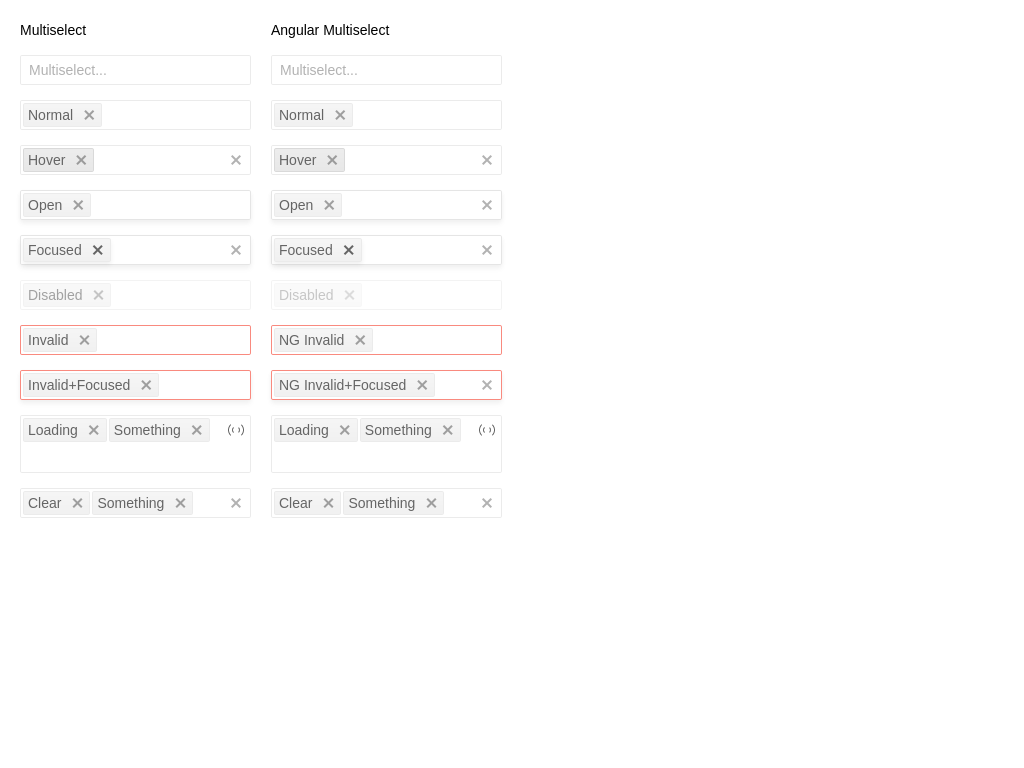 Multiselect Angular Multiselect
Multiselect... Multiselect...
Normal Normal
Hover Hover
Open Open
Focused Focused
Disabled Disabled
Invalid NG Invalid
Invalid+Focused NG Invalid+Focused
Loading Something Loading Something
Clear Something Clear Something